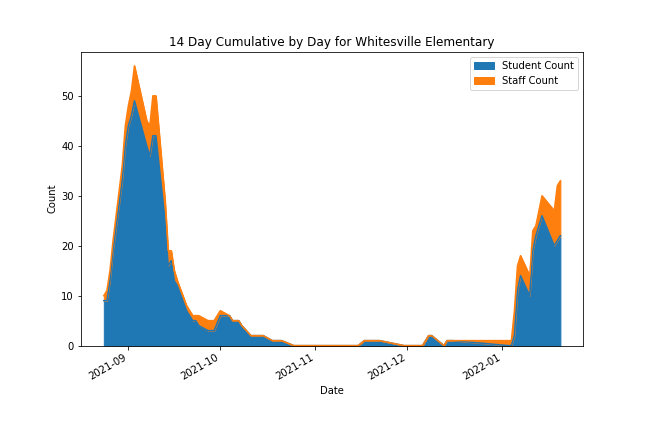 14 Day Cumulative by Day for Whitesville Elementary
Student Count
Staff Count
Count
50
40
30
20
10
0
2021-09
2021-10
2021-11
2021-12
2022-01
Date